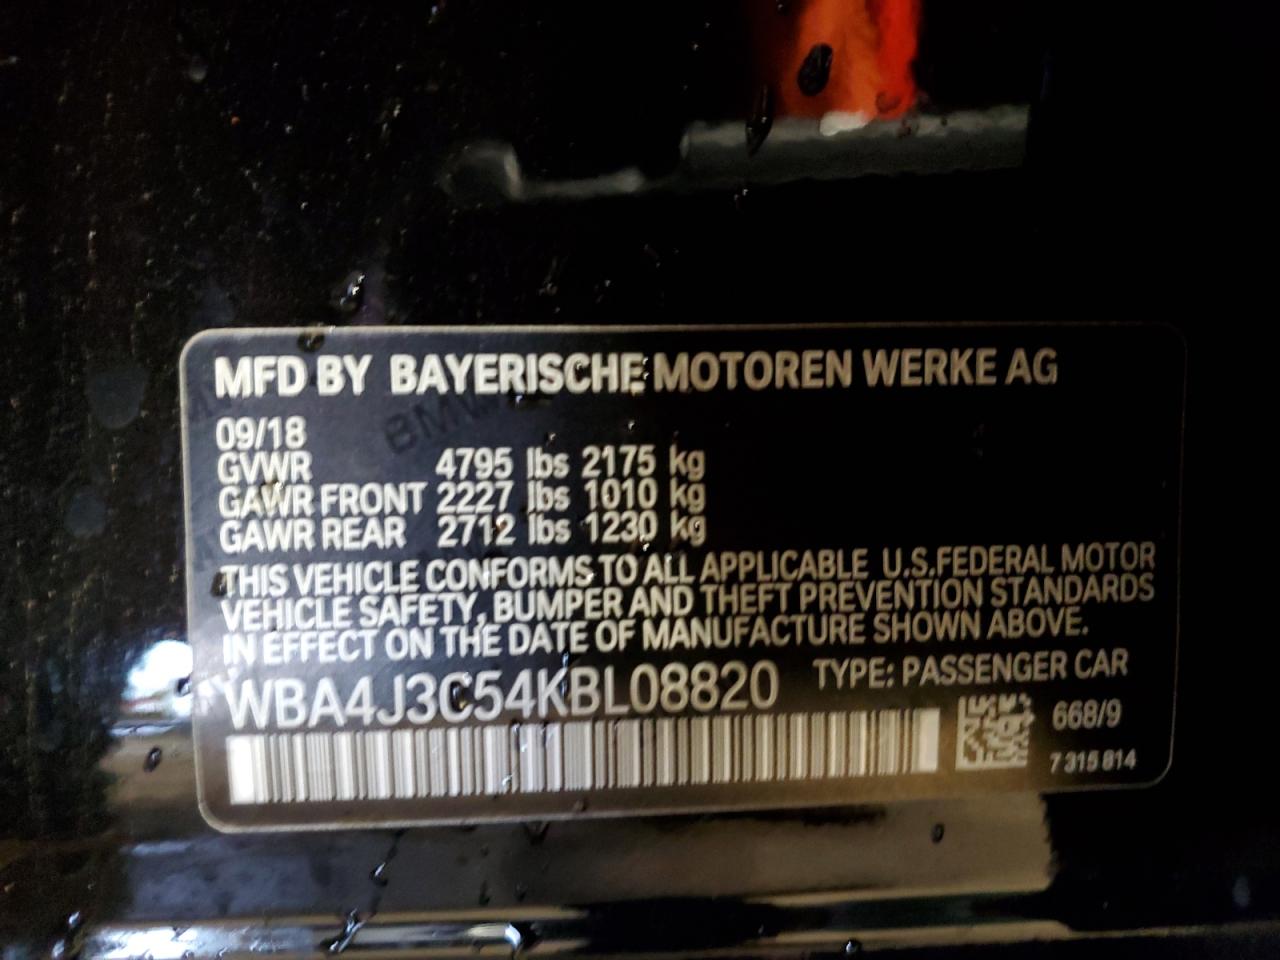 MFD BY BAYERISCHE MOTOREN WERKE AG
09/18
GVWR 4795 lbs 2175 kg
GAWR FRONT 2227 lbs 1010 kg
GAWR REAR 2712 lbs 1230 kg
THIS VEHICLE CONFORMS TO ALL APPLICABLE U.S.FEDERAL MOTOR
VEHICLE SAFETY, BUMPER AND THEFT PREVENTION STANDARDS
IN EFFECT ON THE DATE OF MANUFACTURE SHOWN ABOVE.
WBA4J3C54KBL08820 TYPE: PASSENGER CAR
668/9
7 315 814
BMW